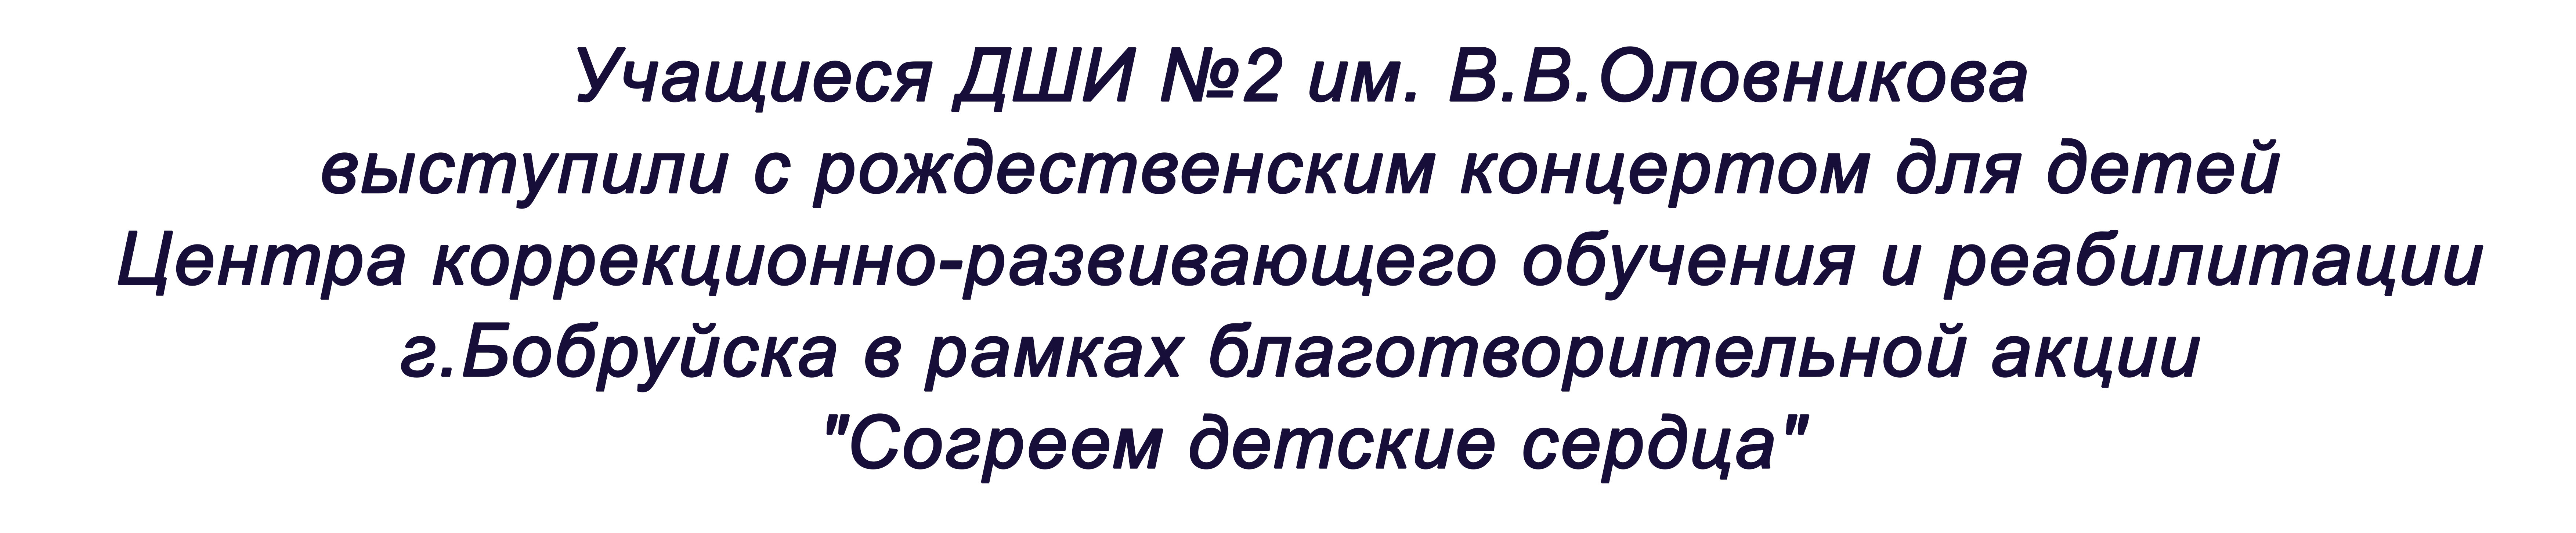 Учащиеся ДШИ №2 им. В.В.Оловникова
выступили с рождественским концертом для детей
Центра коррекционно-развивающего обучения и реабилитации
г.Бобруйска в рамках благотворительной акции
"Согреем детские сердца"